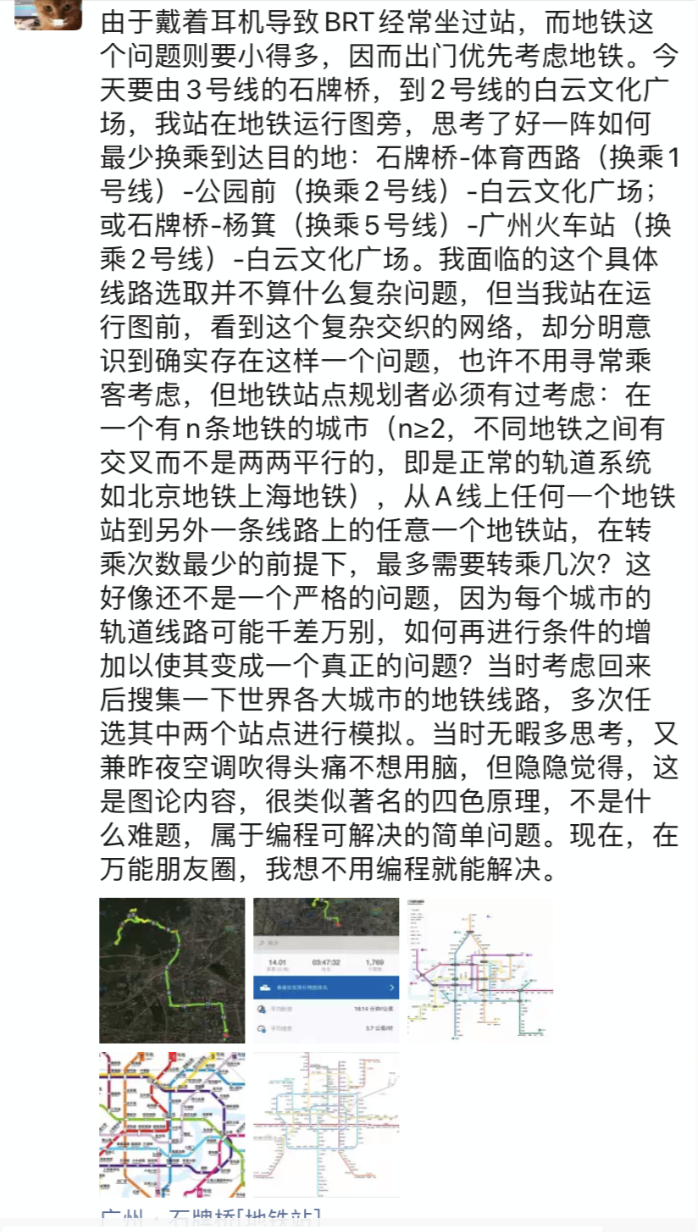 由于戴着耳机导致BRT经常坐过站，而地铁这
个问题则要小得多，因而出门优先考虑地铁。今
天要由3号线的石牌桥，到2号线的白云文化广
场，我站在地铁运行图旁，思考了好一阵如何
最少换乘到达目的地：石牌桥-体育西路（换乘1
号线）-公园前（换乘2号线）-白云文化广场；
或石牌桥-杨箕（换乘5号线）-广州火车站（换
乘2号线）-白云文化广场。我面临的这个具体
线路选取并不算什么复杂问题，但当我站在运
行图前，看到这个复杂交织的网络，却分明意
识到确实存在这样一个问题，也许不用寻常乘
客考虑，但地铁站点规划者必须有过考虑：在
一个有n条地铁的城市（n≥2，不同地铁之间有
交叉而不是两两平行的，即是正常的轨道系统
如北京地铁上海地铁），从A线上任何一个地铁
站到另外一条线路上的任意一个地铁站，在转
乘次数最少的前提下，最多需要转乘几次？这
好像还不是一个严格的问题，因为每个城市的
轨道线路可能千差万别，如何再进行条件的增
加以使其变成一个真正的问题？当时考虑回来
后搜集一下世界各大城市的地铁线路，多次任
选其中两个站点进行模拟。当时无暇多思考，又
兼昨夜空调吹得头痛不想用脑，但隐隐觉得，这
是图论内容，很类似著名的四色原理，不是什
么难题，属于编程可解决的简单问题。现在，在
万能朋友圈，我想不用编程就能解决。
14.01
03:47:32
1,769
广州·石牌桥[地铁站]